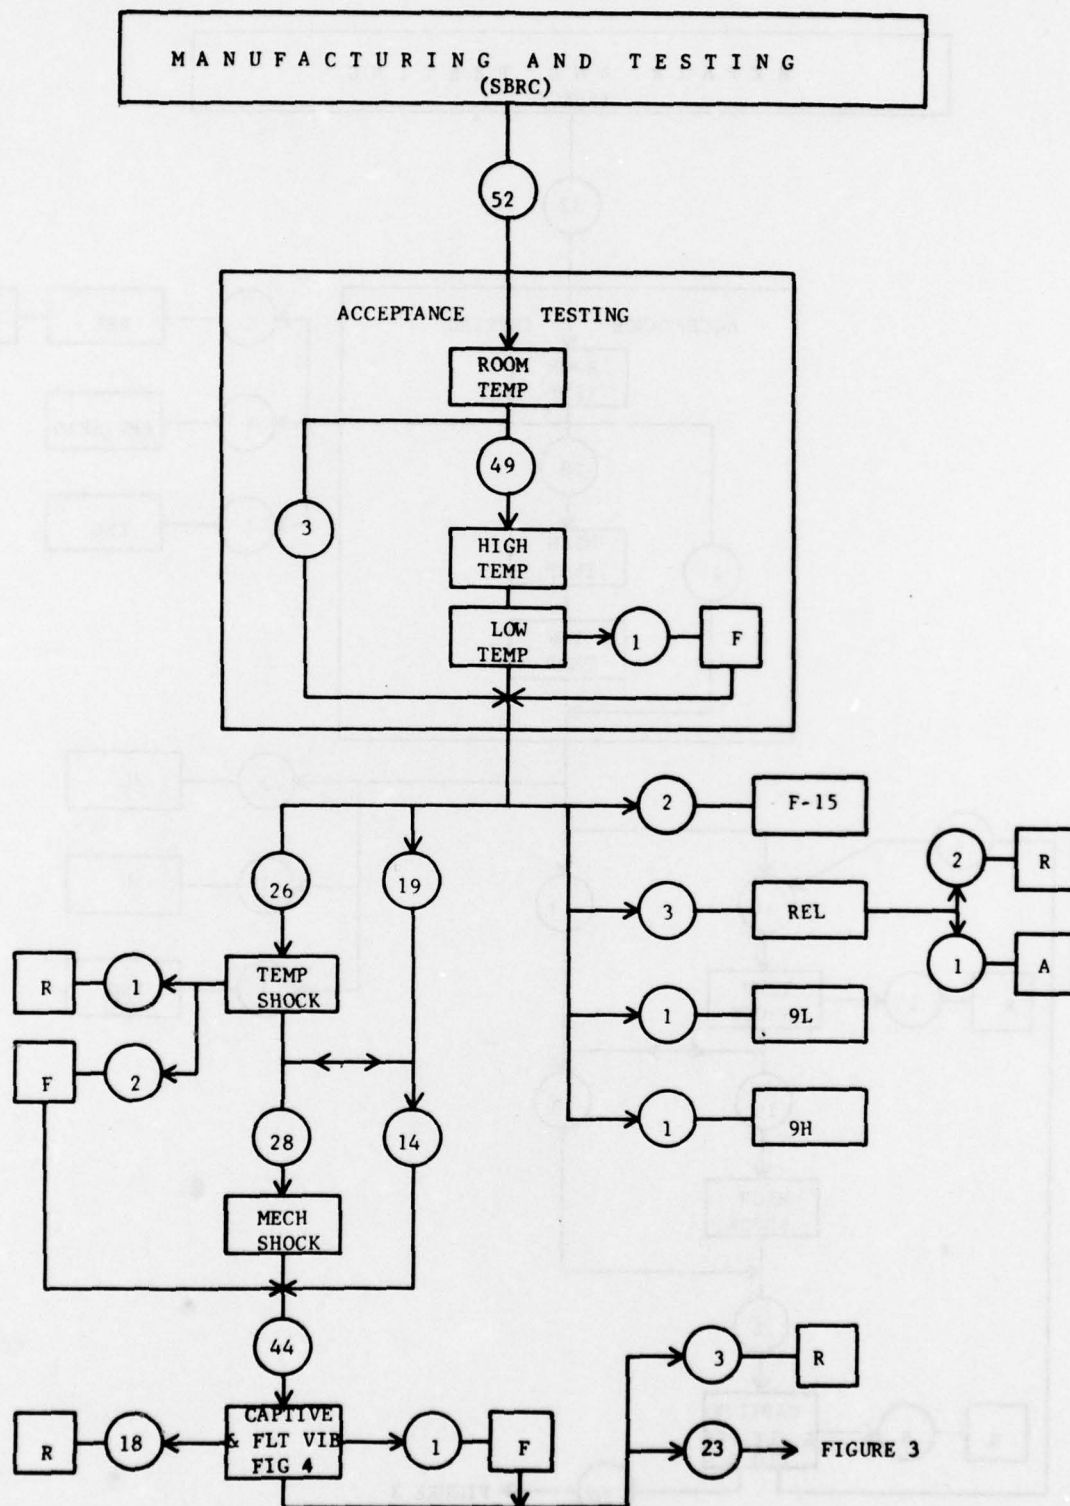 MANUFACTURING AND TESTING
(SBRC)
52
ACCEPTANCE TESTING
ROOM
TEMP
49
3
HIGH
TEMP
LOW
TEMP
1
F
2
F-15
26
19
3
REL
2
R
1
A
R
1
TEMP
SHOCK
F
2
1
9L
28
14
1
9H
MECH
SHOCK
44
3
R
R
18
CAPTIVE
& FLT VIB
FIG 4
1
F
23
FIGURE 3